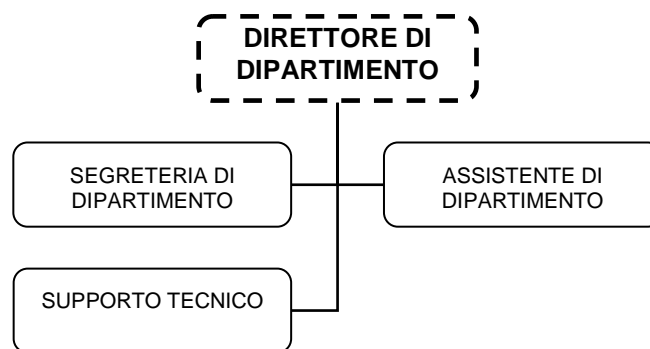 DIRETTORE DI
DIPARTIMENTO
SEGRETERIA DI
DIPARTIMENTO
ASSISTENTE DI
DIPARTIMENTO
SUPPORTO TECNICO